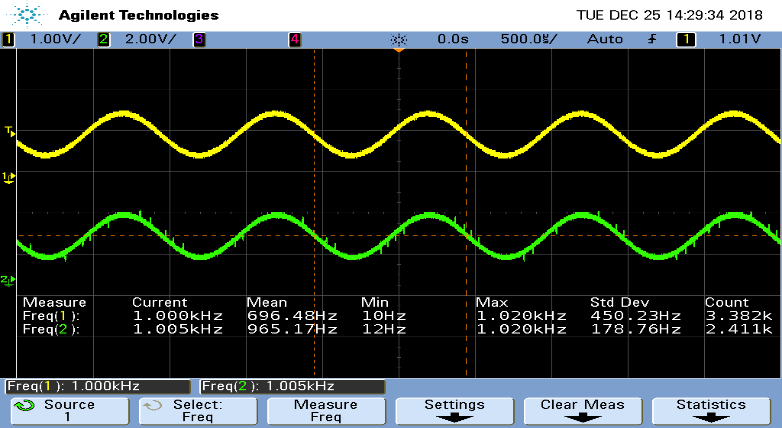 Agilent Technologies TUE DEC 25 14:29:34 2018
1 1.00V/ 2 2.00V/ 3 4 0.0s 500.0㎲/ Auto 1 1.01V
T
1
2
Measure Current Mean Min Max Std Dev Count
Freq(1): 1.000kHz 696.48Hz 10Hz 1.020kHz 450.23Hz 3.382k
Freq(2): 1.005kHz 965.17Hz 12Hz 1.020kHz 178.76Hz 2.411k
Freq(1): 1.000kHz Freq(2): 1.005kHz
Source Select: Measure Settings Clear Meas Statistics
1 Freq Freq